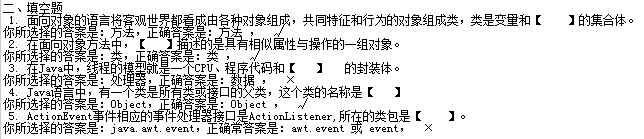 二、填空题
1. 面向对象的语言将客观世界都看成由各种对象组成，共同特征和行为的对象组成类，类是变量和【   】的集合体。
你所选择的答案是：方法，正确答案是：方法 ， √
2. 在面向对象方法中，【   】描述的是具有相似属性与操作的一组对象。
你所选择的答案是：类，正确答案是：类 ， √
3. 在Java中，线程的模型就是一个CPU、程序代码和【   】 的封装体。
你所选择的答案是：处理器，正确答案是：数据 ， ×
4. Java语言中，有一个类是所有类或接口的父类，这个类的名称是【   】
你所选择的答案是：Object，正确答案是：Object ， √
5. ActionEvent事件相应的事件处理器接口是ActionListener,所在的类包是【   】。
你所选择的答案是：java.awt.event，正确常答案是：awt.event 或 event， ×